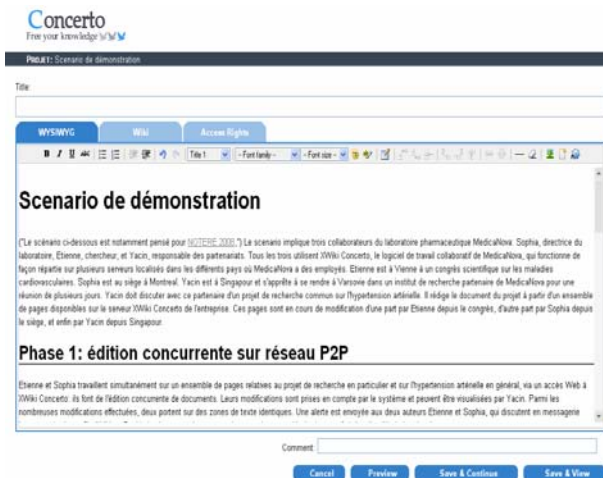 Concerto
Free your knowledge
PROJET: Scenario de démonstration
Title:
WYSIWYG Wiki Access Rights
B I U ABC Title 1 - Font family - - Font size -
Scenario de démonstration
("Le scénario ci-dessous est notamment pensé pour NOTERE 2008.") Le scenario implique trois collaborateurs du laboratoire pharmaceutique MedicaNova. Sophia, directrice du
laboratoire, Etienne, chercheur, et Yacin, responsable des partenariats. Tous les trois utilisent XWiki Concerto, le logiciel de travail collaboratif de MedicaNova, qui fonctionne de
façon répartie sur plusieurs serveurs localisés dans les différents pays où MedicaNova a des employés. Etienne est à Vienne à un congrès scientifique sur les maladies
cardiovasculaires. Sophia est au siège à Montreal. Yacin est à Singapour et s'apprête à se rendre à Varsovie dans un institut de recherche partenaire de MedicaNova pour une
réunion de plusieurs jours. Yacin doit discuter avec ce partenaire d'un projet de recherche commun sur l'hypertension artérielle. Il rédige le document du projet à partir d'un ensemble
de pages disponibles sur le serveur XWiki Concerto de l'entreprise. Ces pages sont en cours de modification d'une part par Etienne depuis le congrès, d'autre part par Sophia depuis
le siège, et enfin par Yacin depuis Singapour.
Phase 1: édition concurrente sur réseau P2P
Etienne et Sophia travaillent simultanément sur un ensemble de pages relatives au projet de recherche en particulier et sur l'hypertension artérielle en général, via un accès Web à
XWiki Concerto: ils font de l'édition concurrente de documents. Leurs modifications sont prises en compte par le système et peuvent être visualisées par Yacin. Parmi les
nombreuses modifications effectuées, deux portent sur des zones de texte identiques. Une alerte est envoyée aux deux auteurs Etienne et Sophia, qui discutent en messagerie
Comment:
Cancel Preview Save & Continue Save & View